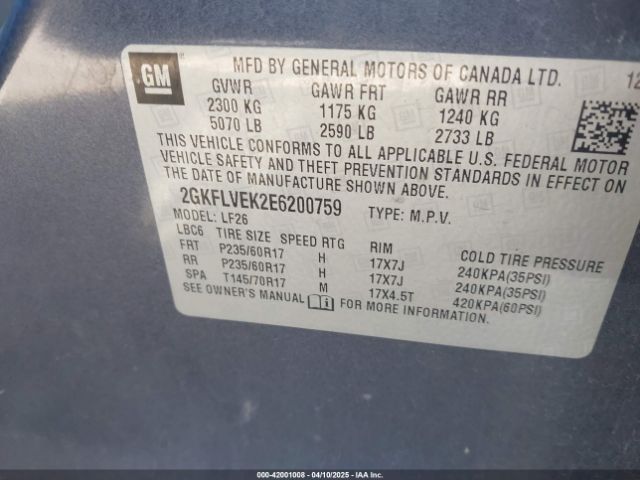 GM
MFD BY GENERAL MOTORS OF CANADA LTD. 12
GVWR GAWR FRT GAWR RR
2300 KG 1175 KG 1240 KG
5070 LB 2590 LB 2733 LB
THIS VEHICLE CONFORMS TO ALL APPLICABLE U.S. FEDERAL MOTOR
VEHICLE SAFETY AND THEFT PREVENTION STANDARDS IN EFFECT ON
THE DATE OF MANUFACTURE SHOWN ABOVE.
2GKFLVEK2E6200759 TYPE: M.P.V.
MODEL: LF26
LBC6 TIRE SIZE SPEED RTG RIM COLD TIRE PRESSURE
FRT P235/60R17 H 17X7J 240KPA(35PSI)
RR P235/60R17 H 17X7J 240KPA(35PSI)
SPA T145/70R17 M 17X4.5T 420KPA(60PSI)
SEE OWNER'S MANUAL FOR MORE INFORMATION.
000-42001008 - 04/10/2025 - IAA Inc.